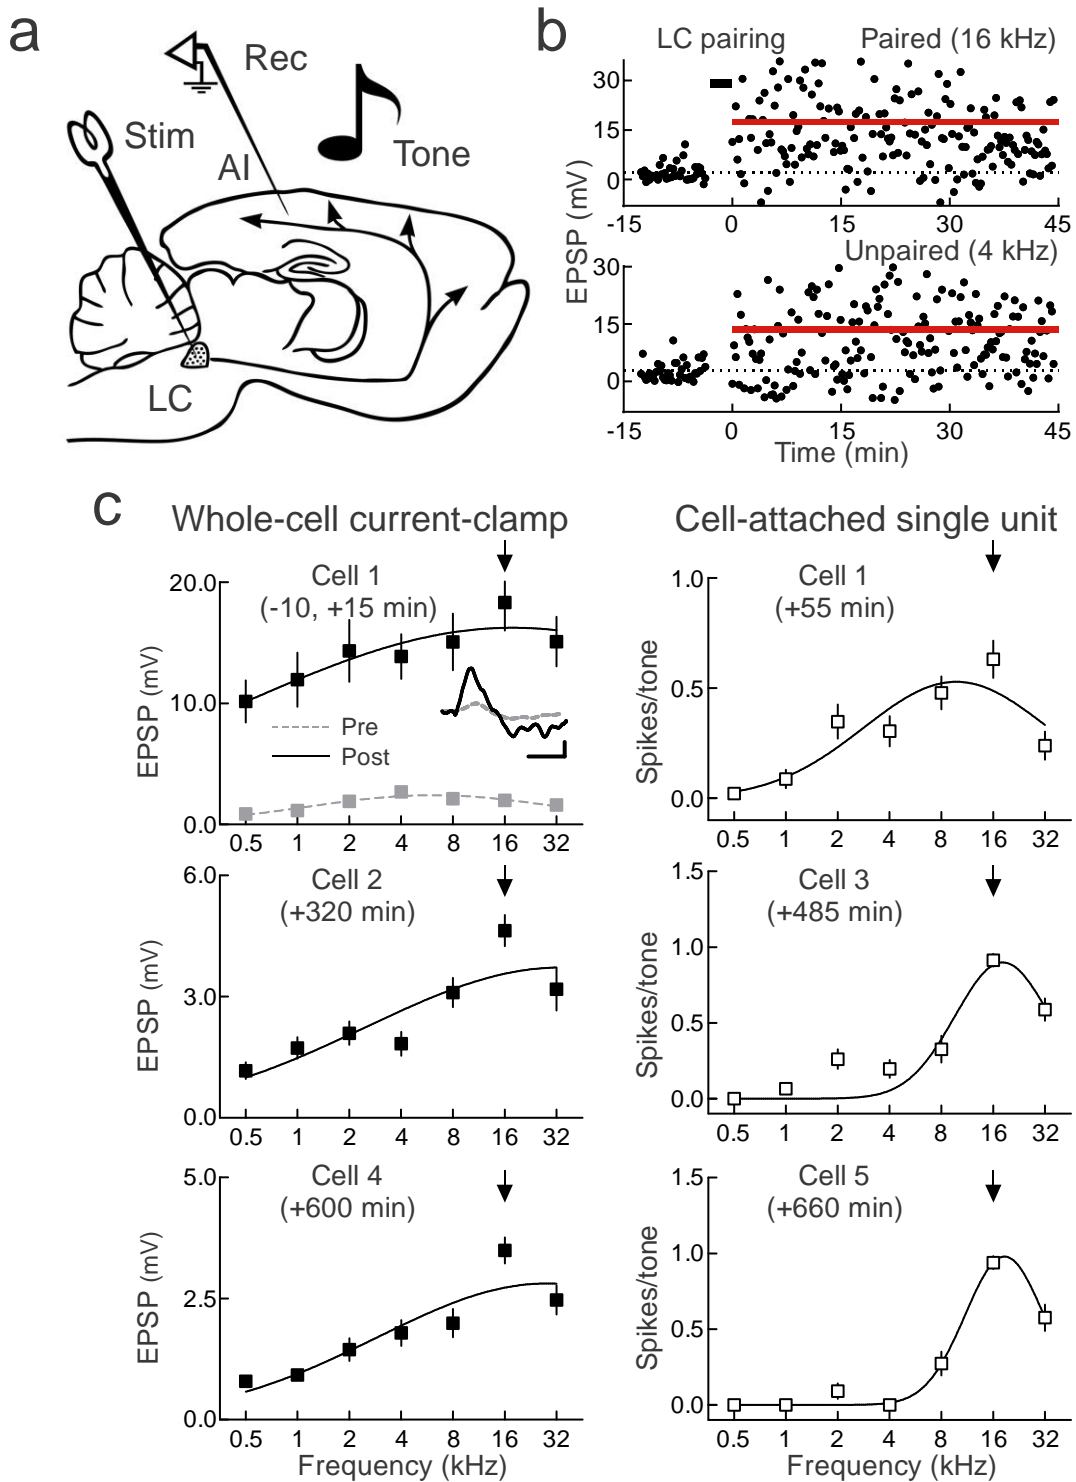 a
Rec
Stim
AI
Tone
LC
b
LC pairing
Paired (16 kHz)
30
15
0
-15
0
15
30
45
EPSP (mV)
Unpaired (4 kHz)
30
15
0
-15
0
15
30
45
Time (min)
c
Whole-cell current-clamp
Cell-attached single unit
20.0
10.0
0.0
EPSP (mV)
Cell 1
(-10, +15 min)
Pre
Post
0.5 1 2 4 8 16 32
1.0
0.5
0.0
Spikes/tone
Cell 1
(+55 min)
0.5 1 2 4 8 16 32
6.0
3.0
0.0
EPSP (mV)
Cell 2
(+320 min)
0.5 1 2 4 8 16 32
1.5
1.0
0.5
0.0
Spikes/tone
Cell 3
(+485 min)
0.5 1 2 4 8 16 32
5.0
2.5
0.0
EPSP (mV)
Cell 4
(+600 min)
0.5 1 2 4 8 16 32
Frequency (kHz)
1.5
1.0
0.5
0.0
Spikes/tone
Cell 5
(+660 min)
0.5 1 2 4 8 16 32
Frequency (kHz)